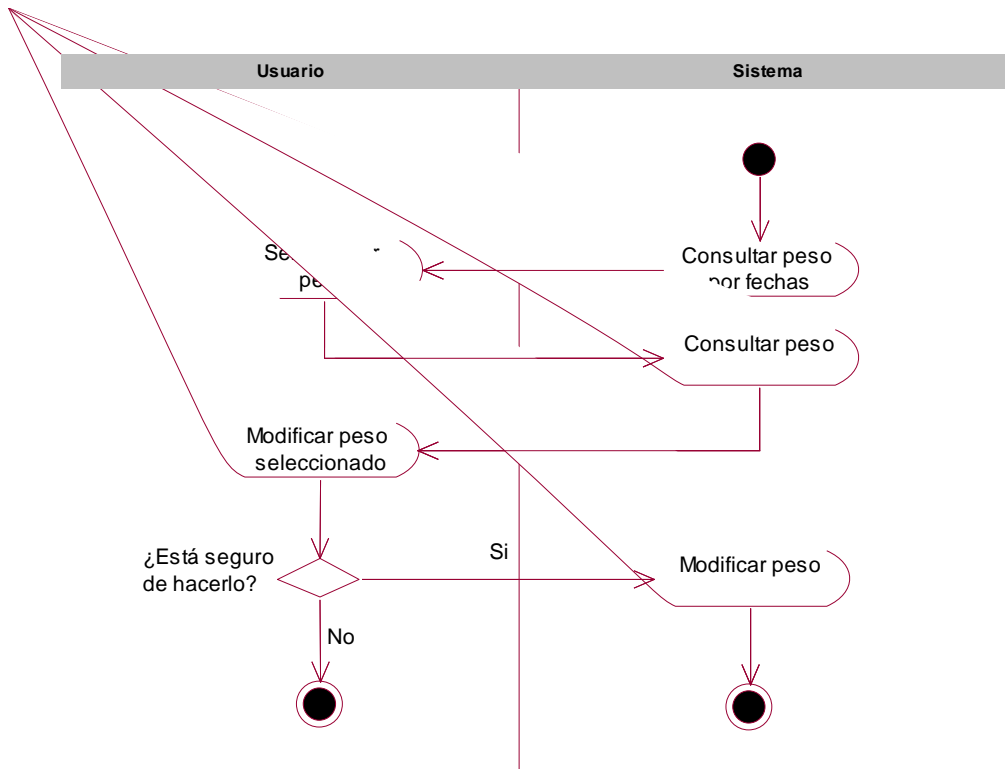 Usuario
Sistema
Consultar peso
por fechas
Consultar peso
Modificar peso
seleccionado
¿Está seguro
de hacerlo?
Si
Modificar peso
No